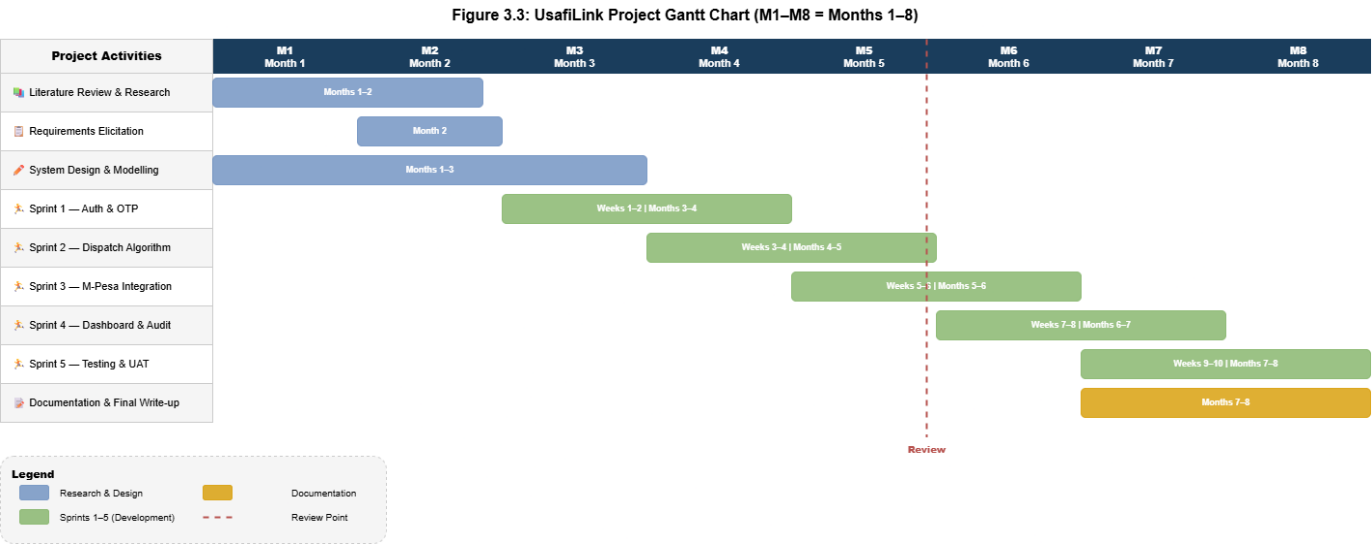 Figure 3.3: UsafiLink Project Gantt Chart (M1–M8 = Months 1–8)
Project Activities
M1
Month 1
M2
Month 2
M3
Month 3
M4
Month 4
M5
Month 5
M6
Month 6
M7
Month 7
M8
Month 8
Literature Review & Research
Months 1–2
Requirements Elicitation
Month 2
System Design & Modelling
Months 1–3
Sprint 1 — Auth & OTP
Weeks 1–2 | Months 3–4
Sprint 2 — Dispatch Algorithm
Weeks 3–4 | Months 4–5
Sprint 3 — M-Pesa Integration
Weeks 5–6 | Months 5–6
Sprint 4 — Dashboard & Audit
Weeks 7–8 | Months 6–7
Sprint 5 — Testing & UAT
Weeks 9–10 | Months 7–8
Documentation & Final Write-up
Months 7–8
Review
Legend
Research & Design
Documentation
Sprints 1–5 (Development)
Review Point